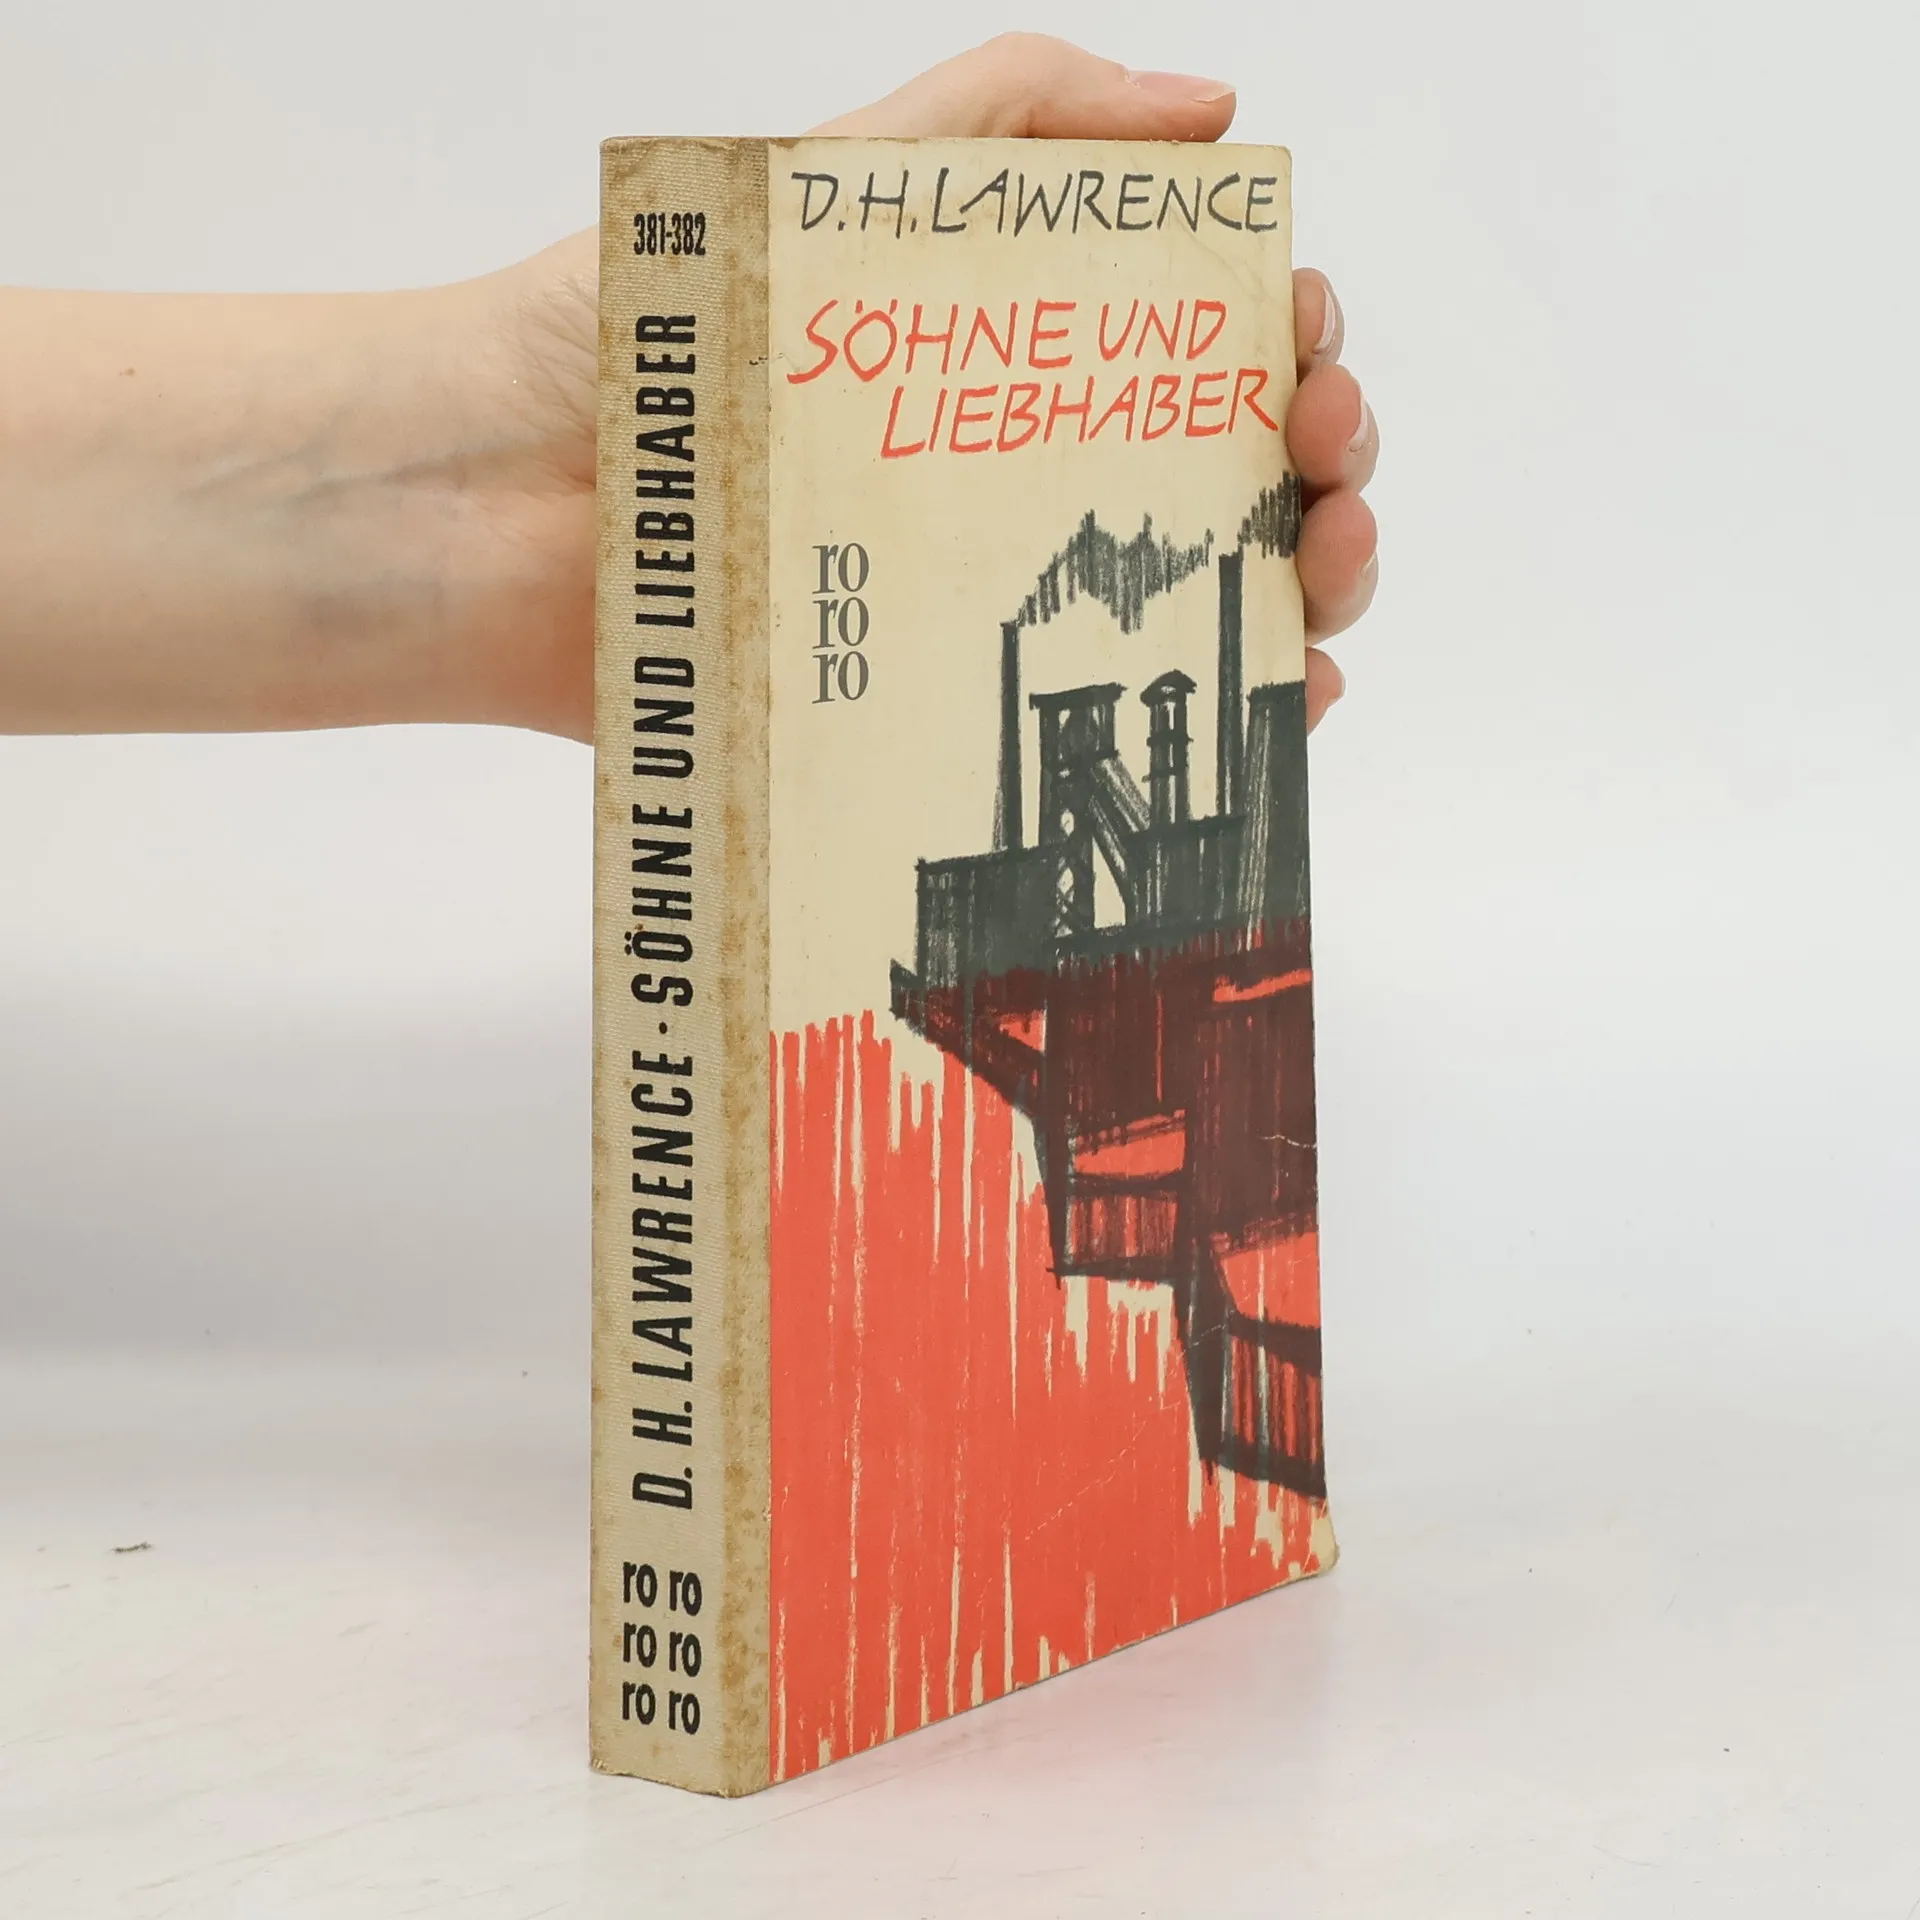 381-382
D. H. LAWRENCE · SÖHNE UND LIEBHABER
ro ro
ro ro
ro ro
D.H.LAWRENCE
SÖHNE UND
LIEBHABER
ro
ro
ro